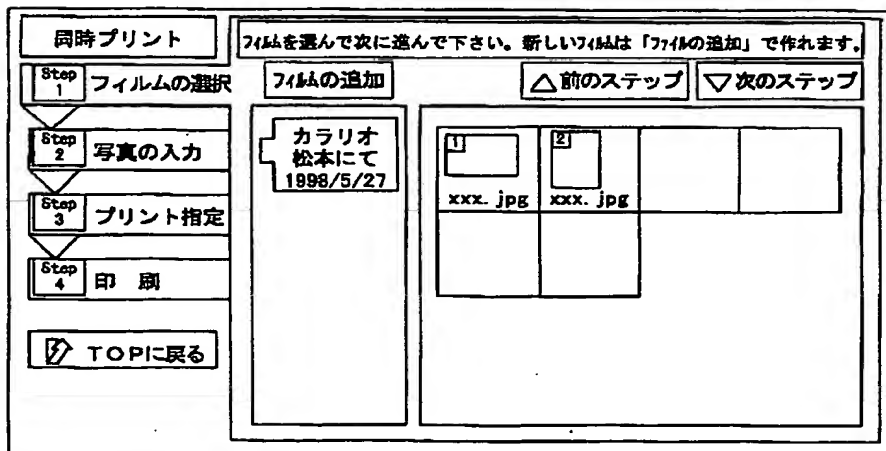 同時プリント
フィルムを選んで次に進んで下さい。新しいフィルムは「ファイルの追加」で作れます。
Step 1 フィルムの選択
フィルムの追加
△前のステップ
▽次のステップ
Step 2 写真の入力
Step 3 プリント指定
Step 4 印 刷
TOPに戻る
カラリオ
松本にて
1998/5/27
1
2
xxx. jpg
xxx. jpg